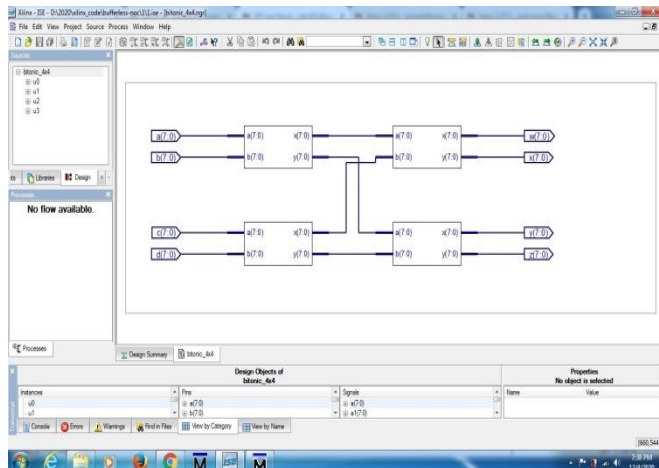 Xilinx - ISE - D:\2020\xilinx_code\bufferless-noc\1\1.ise - [bitonic_4x4.ngr]
File Edit View Project Source Process Window Help
Sources
bitonic_4x4
u0
u1
u2
u3
Libraries Design
Processes
No flow available.
Processes
a(7:0) a(7:0) x(7:0) a(7:0) x(7:0) w(7:0)
b(7:0) b(7:0) y(7:0) b(7:0) y(7:0) x(7:0)
c(7:0) a(7:0) x(7:0) a(7:0) x(7:0) y(7:0)
d(7:0) b(7:0) y(7:0) b(7:0) y(7:0) z(7:0)
Design Summary bitonic_4x4
Design Objects of
bitonic_4x4
Properties
No object is selected
Instances Pins Signals Name Value
u0 a(7:0) a(7:0)
u1 b(7:0) a1(7:0)
Console Errors Warnings Find in Files View by Category View by Name
7:38 PM